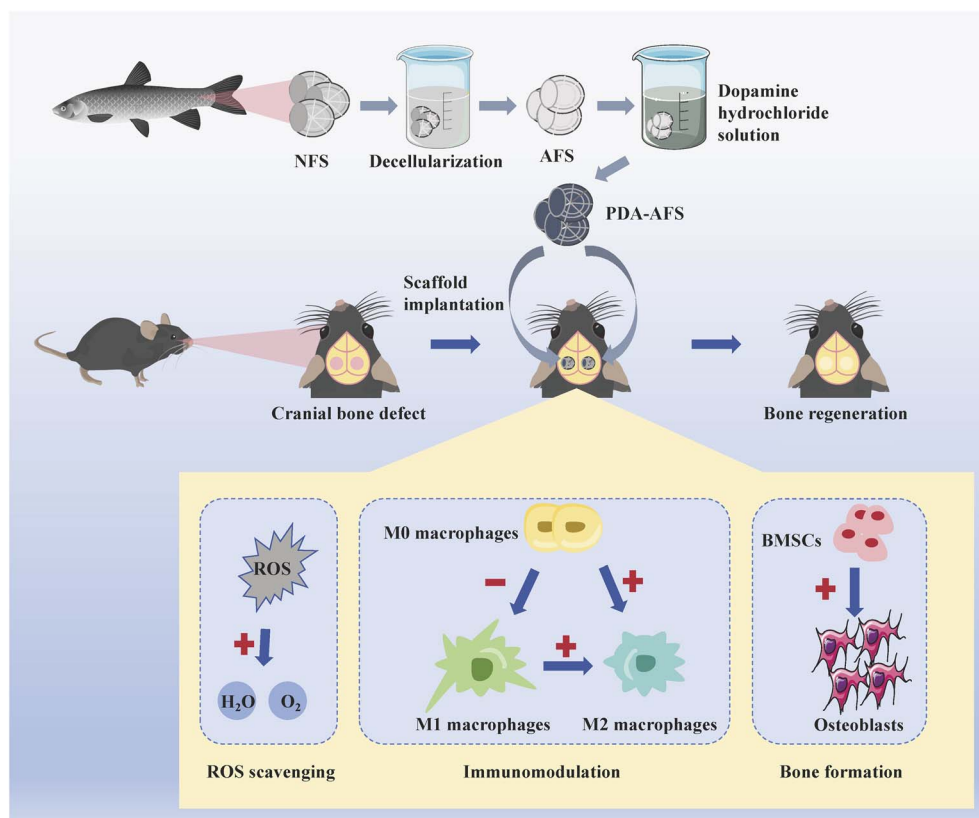 NFS
Decellularization
AFS
Dopamine
hydrochloride
solution
PDA-AFS
Scaffold
implantation
Cranial bone defect
Bone regeneration
ROS
+
H₂O
O₂
ROS scavenging
M0 macrophages
−
+
+
M1 macrophages
M2 macrophages
Immunomodulation
BMSCs
+
Osteoblasts
Bone formation